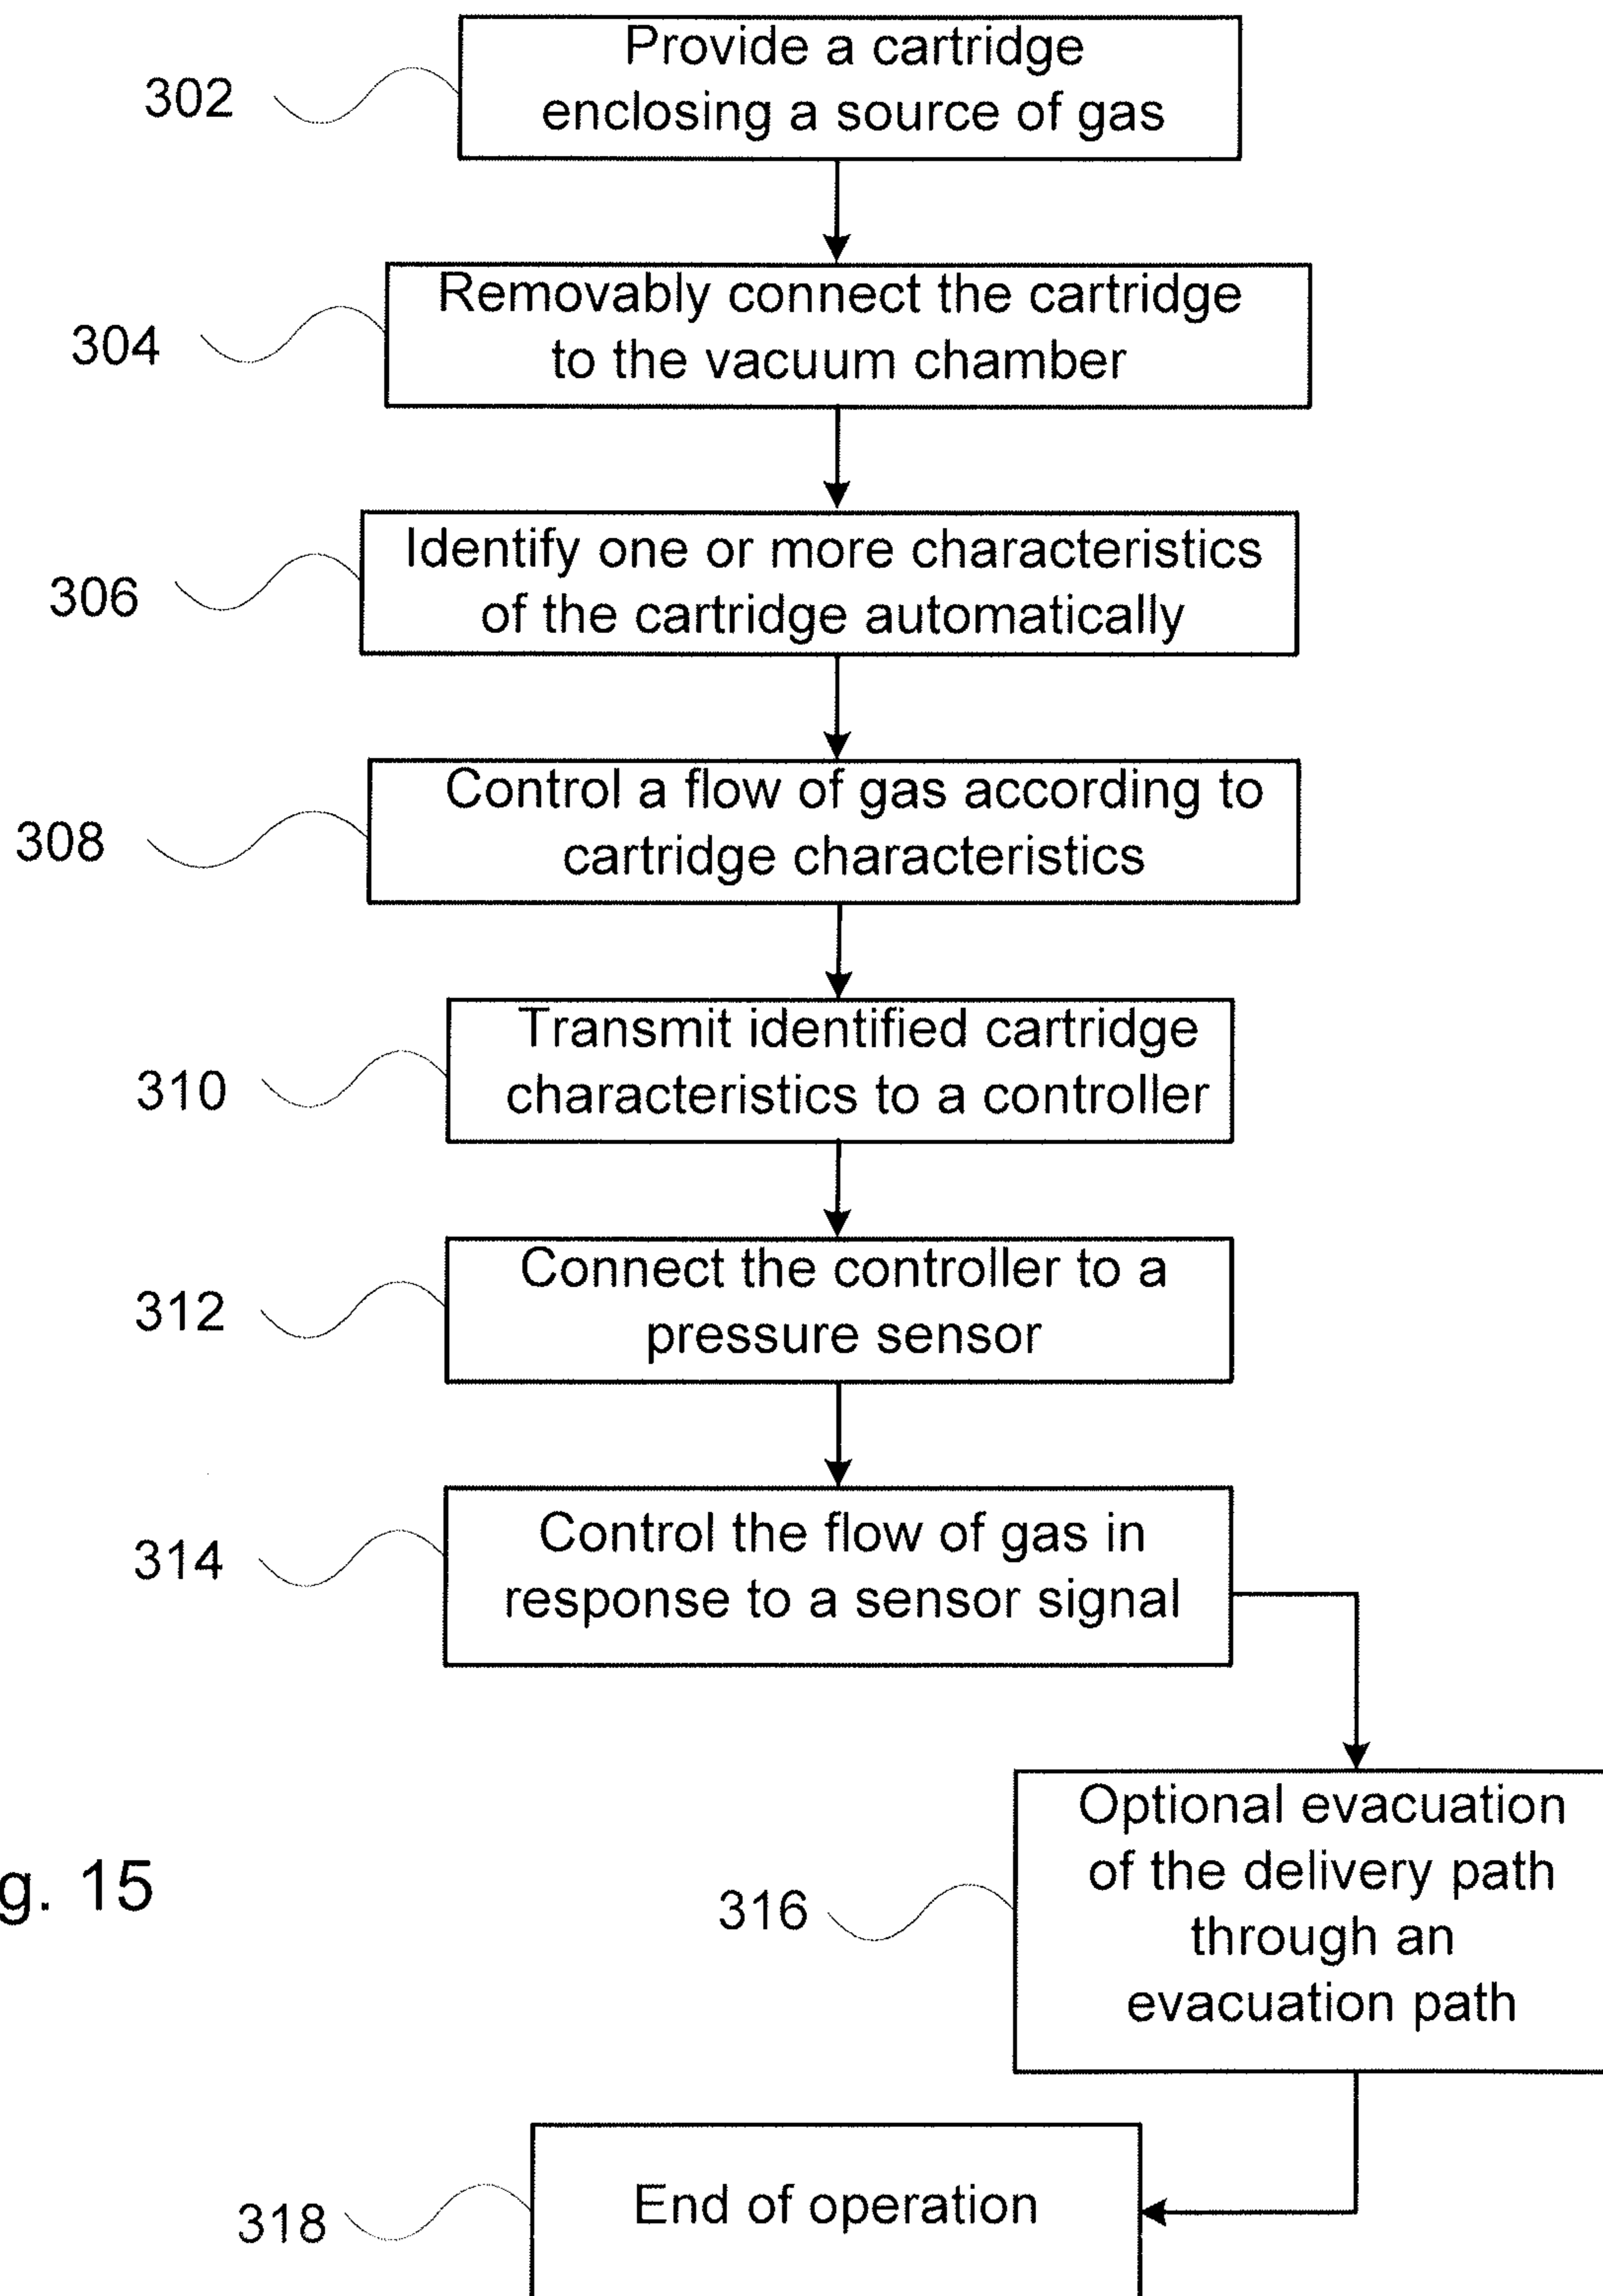 Provide a cartridge
enclosing a source of gas
302
Removably connect the cartridge
to the vacuum chamber
304
Identify one or more characteristics
of the cartridge automatically
306
Control a flow of gas according to
cartridge characteristics
308
Transmit identified cartridge
characteristics to a controller
310
Connect the controller to a
pressure sensor
312
Control the flow of gas in
response to a sensor signal
314
Optional evacuation
of the delivery path
through an
evacuation path
316
g. 15
End of operation
318